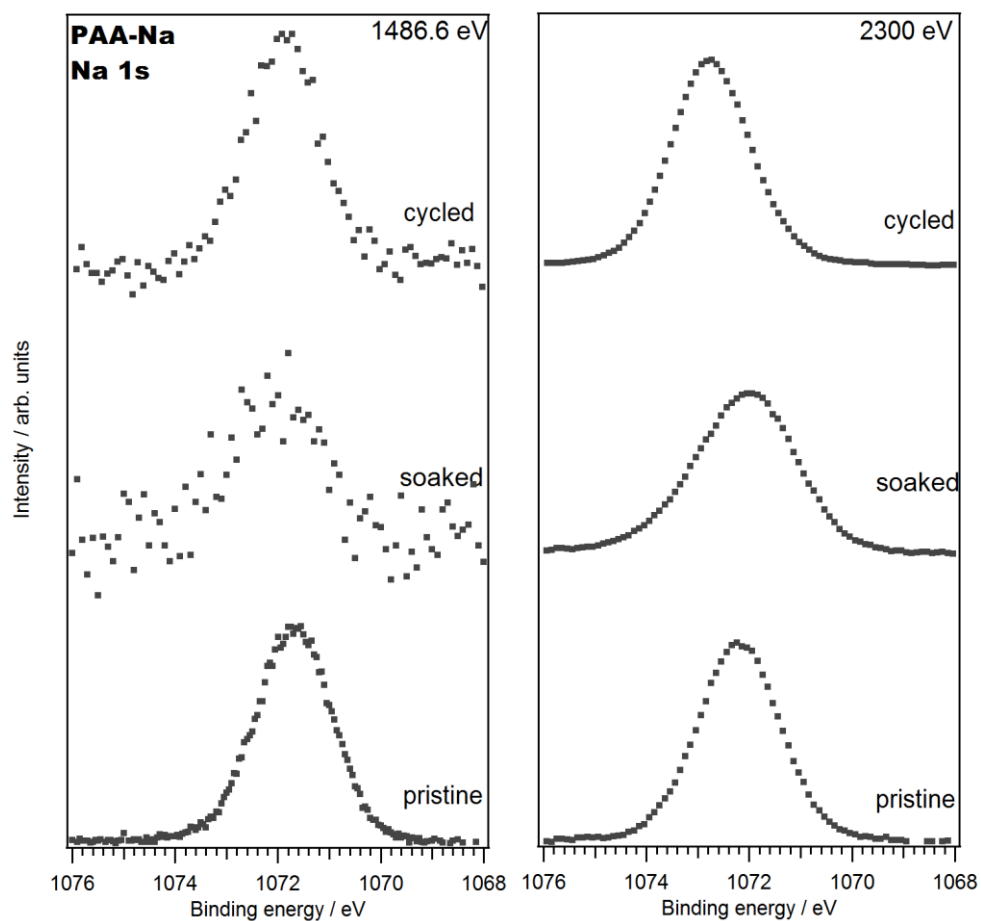 PAA-Na
Na 1s
1486.6 eV
cycled
soaked
pristine
Intensity / arb. units
1076 1074 1072 1070 1068
Binding energy / eV
2300 eV
cycled
soaked
pristine
1076 1074 1072 1070 1068
Binding energy / eV